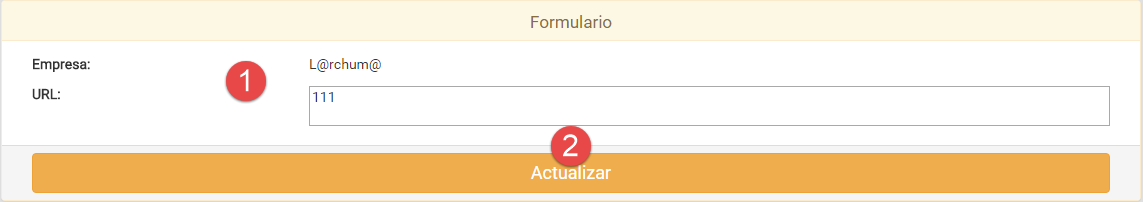 Formulario
Empresa: L@rchum@
1
URL: 111
2
Actualizar